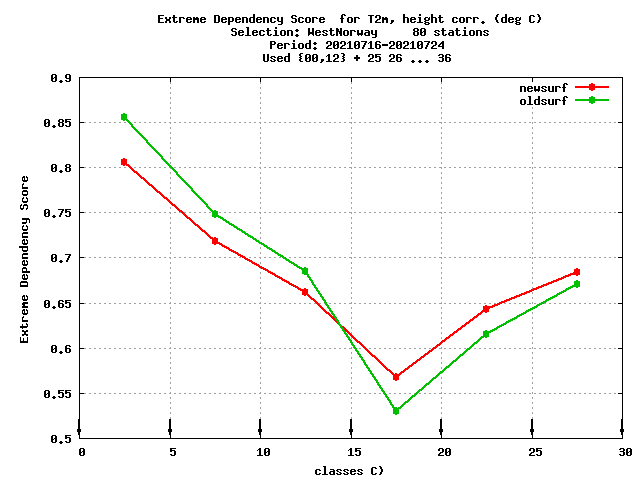 Extreme Dependency Score  for T2m, height corr. (deg C)
Selection: WestNorway     80 stations
Period: 20210716-20210724
Used {00,12} + 25 26 ... 36
newsurf
oldsurf
0.9
0.85
0.8
0.75
0.7
0.65
0.6
0.55
0.5
Extreme Dependency Score
0 5 10 15 20 25 30
classes C)